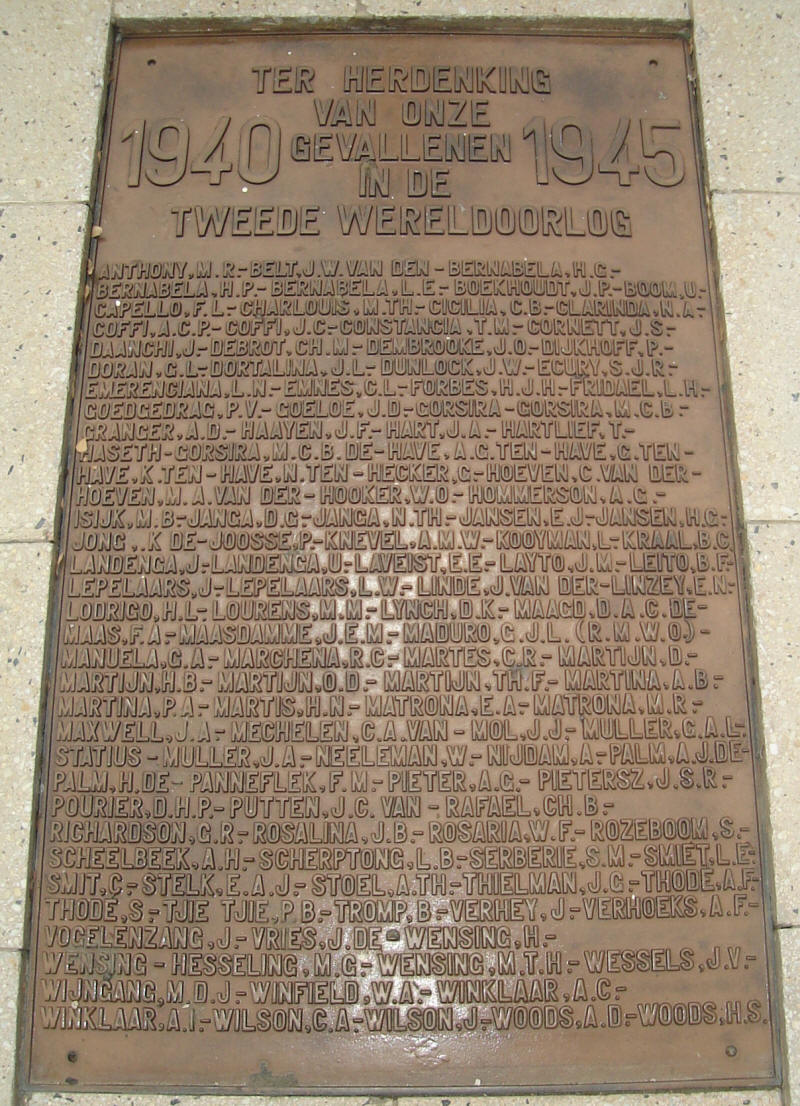 TER HERDENKING
VAN ONZE
1940 GEVALLENEN 1945
IN DE
TWEEDE WERELDOORLOG
ANTHONY, M.R.- BELT, J.W. VAN DEN - BERNABELA, H.G.-
BERNABELA, H.P.- BERNABELA, L.E.- BOEKHOUDT, J.P.- BOOM, U.-
CAPELLO, F.L.- CHARLOUIS, M.TH.- CICILIA, C.B.- CLARINDA, N.A.-
COFFI, A.C.P.- COFFI, J.C.- CONSTANCIA, T.M.- CORNETT, J.S.-
DAANCHI, J.- DEBROT, CH.M.- DEMBROOKE, J.O.- DIJKHOFF, P.-
DORAN, G.L.- DORTALINA, J.L.- DUNLOCK, J.W.- ECURY, S.J.R.-
EMERENCIANA, L.N.- EMNES, C.L.- FORBES, H.J.H.- FRIDAEL, L.H.-
GOEDGEDRAG, P.V.- GOELOE, J.D.- GORSIRA - GORSIRA, M.C.B.-
GRANGER, A.D.- HAAYEN, J.F.- HART, J.A.- HARTLIEF, T.-
HASETH - GORSIRA, M.C.B. DE - HAVE, A.G. TEN - HAVE, G. TEN -
HAVE, K. TEN - HAVE, N. TEN - HECKER, G.- HOEVEN, C. VAN DER -
HOEVEN, M.A. VAN DER - HOOKER, W.O.- HOMMERSON, A.G.-
ISIJK, M.B.- JANGA, D.G.- JANGA, N.TH.- JANSEN, E.J.- JANSEN, H.G.-
JONG, K DE - JOOSSE, P.- KNEVEL, A.M.W.- KOOYMAN, L.- KRAAL, B.C.
LANDENGA, J.- LANDENGA, U.- LAVEIST, E.E.- LAYTO, J.M.- LEITO, B.F.-
LEPELAARS, J.- LEPELAARS, L.W.- LINDE, J. VAN DER - LINZEY, E.N.-
LODRIGO, H.L.- LOURENS, M.M.- LYNCH, D.K.- MAAGD, D.A.C. DE -
MAAS, F.A.- MAASDAMME, J.E.M.- MADURO, G.J.L. (R.M.W.O.) -
MANUELA, G.A.- MARCHENA, R.C.- MARTES, C.R.- MARTIJN, D.-
MARTIJN, H.B.- MARTIJN, O.D.- MARTIJN, TH.F.- MARTINA, A.B.-
MARTINA, P.A.- MARTIS, H.N.- MATRONA, E.A.- MATRONA, M.R.-
MAXWELL, J.A.- MECHELEN, C.A. VAN - MOL, J.J.- MULLER, G.A.L.
STATIUS - MULLER, J.A.- NEELEMAN, W.- NIJDAM, A.- PALM, A.J. DE -
PALM, H. DE - PANNEFLEK, F.M.- PIETER, A.G.- PIETERSZ, J.S.R.-
POURIER, D.H.P.- PUTTEN, J.C. VAN - RAFAEL, CH.B.-
RICHARDSON, G.R.- ROSALINA, J.B.- ROSARIA, W.F.- ROZEBOOM, S.-
SCHEELBEEK, A.H.- SCHERPTONG, L.B.- SERBERIE, S.M.- SMIET, L.E.
SMIT, C.- STELK, E.A.J.- STOEL, A.TH.- THIELMAN, J.G.- THODE, A.F.
THODE, S.- TJIE TJIE, P.B.- TROMP, B.- VERHEY, J.- VERHOEKS, A.F.-
VOGELENZANG, J.- VRIES, J. DE - WENSING, H.-
WENSING - HESSELING, M.G.- WENSING, M.T.H.- WESSELS, J.V.-
WIJNGANG, M D.J.- WINFIELD, W.A.- WINKLAAR, A.C.-
WINKLAAR, A.I.- WILSON, C.A.- WILSON, J.- WOODS, A.D.- WOODS, H.S.